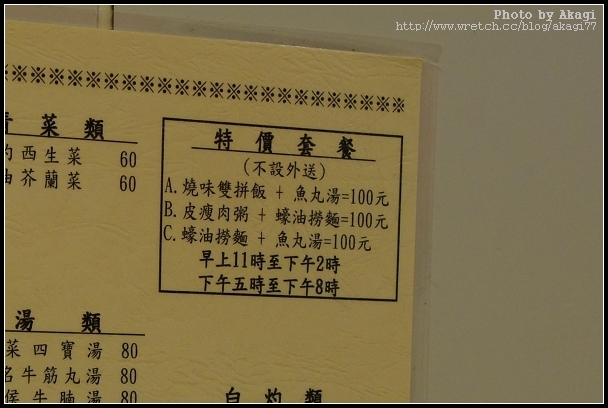 Photo by Akagi
http://www.wretch.cc/blog/akagi77
青菜類
灼西生菜 60
油芥蘭菜 60
特價套餐
(不設外送)
A. 燒味雙拼飯 + 魚丸湯=100元
B. 皮瘦肉粥 + 蠔油撈麵=100元
C. 蠔油撈麵 + 魚丸湯=100元
早上11時至下午2時
下午五時至下午8時
湯類
菜四寶湯 80
名牛筋丸湯 80
侯牛腩湯 80
白灼類